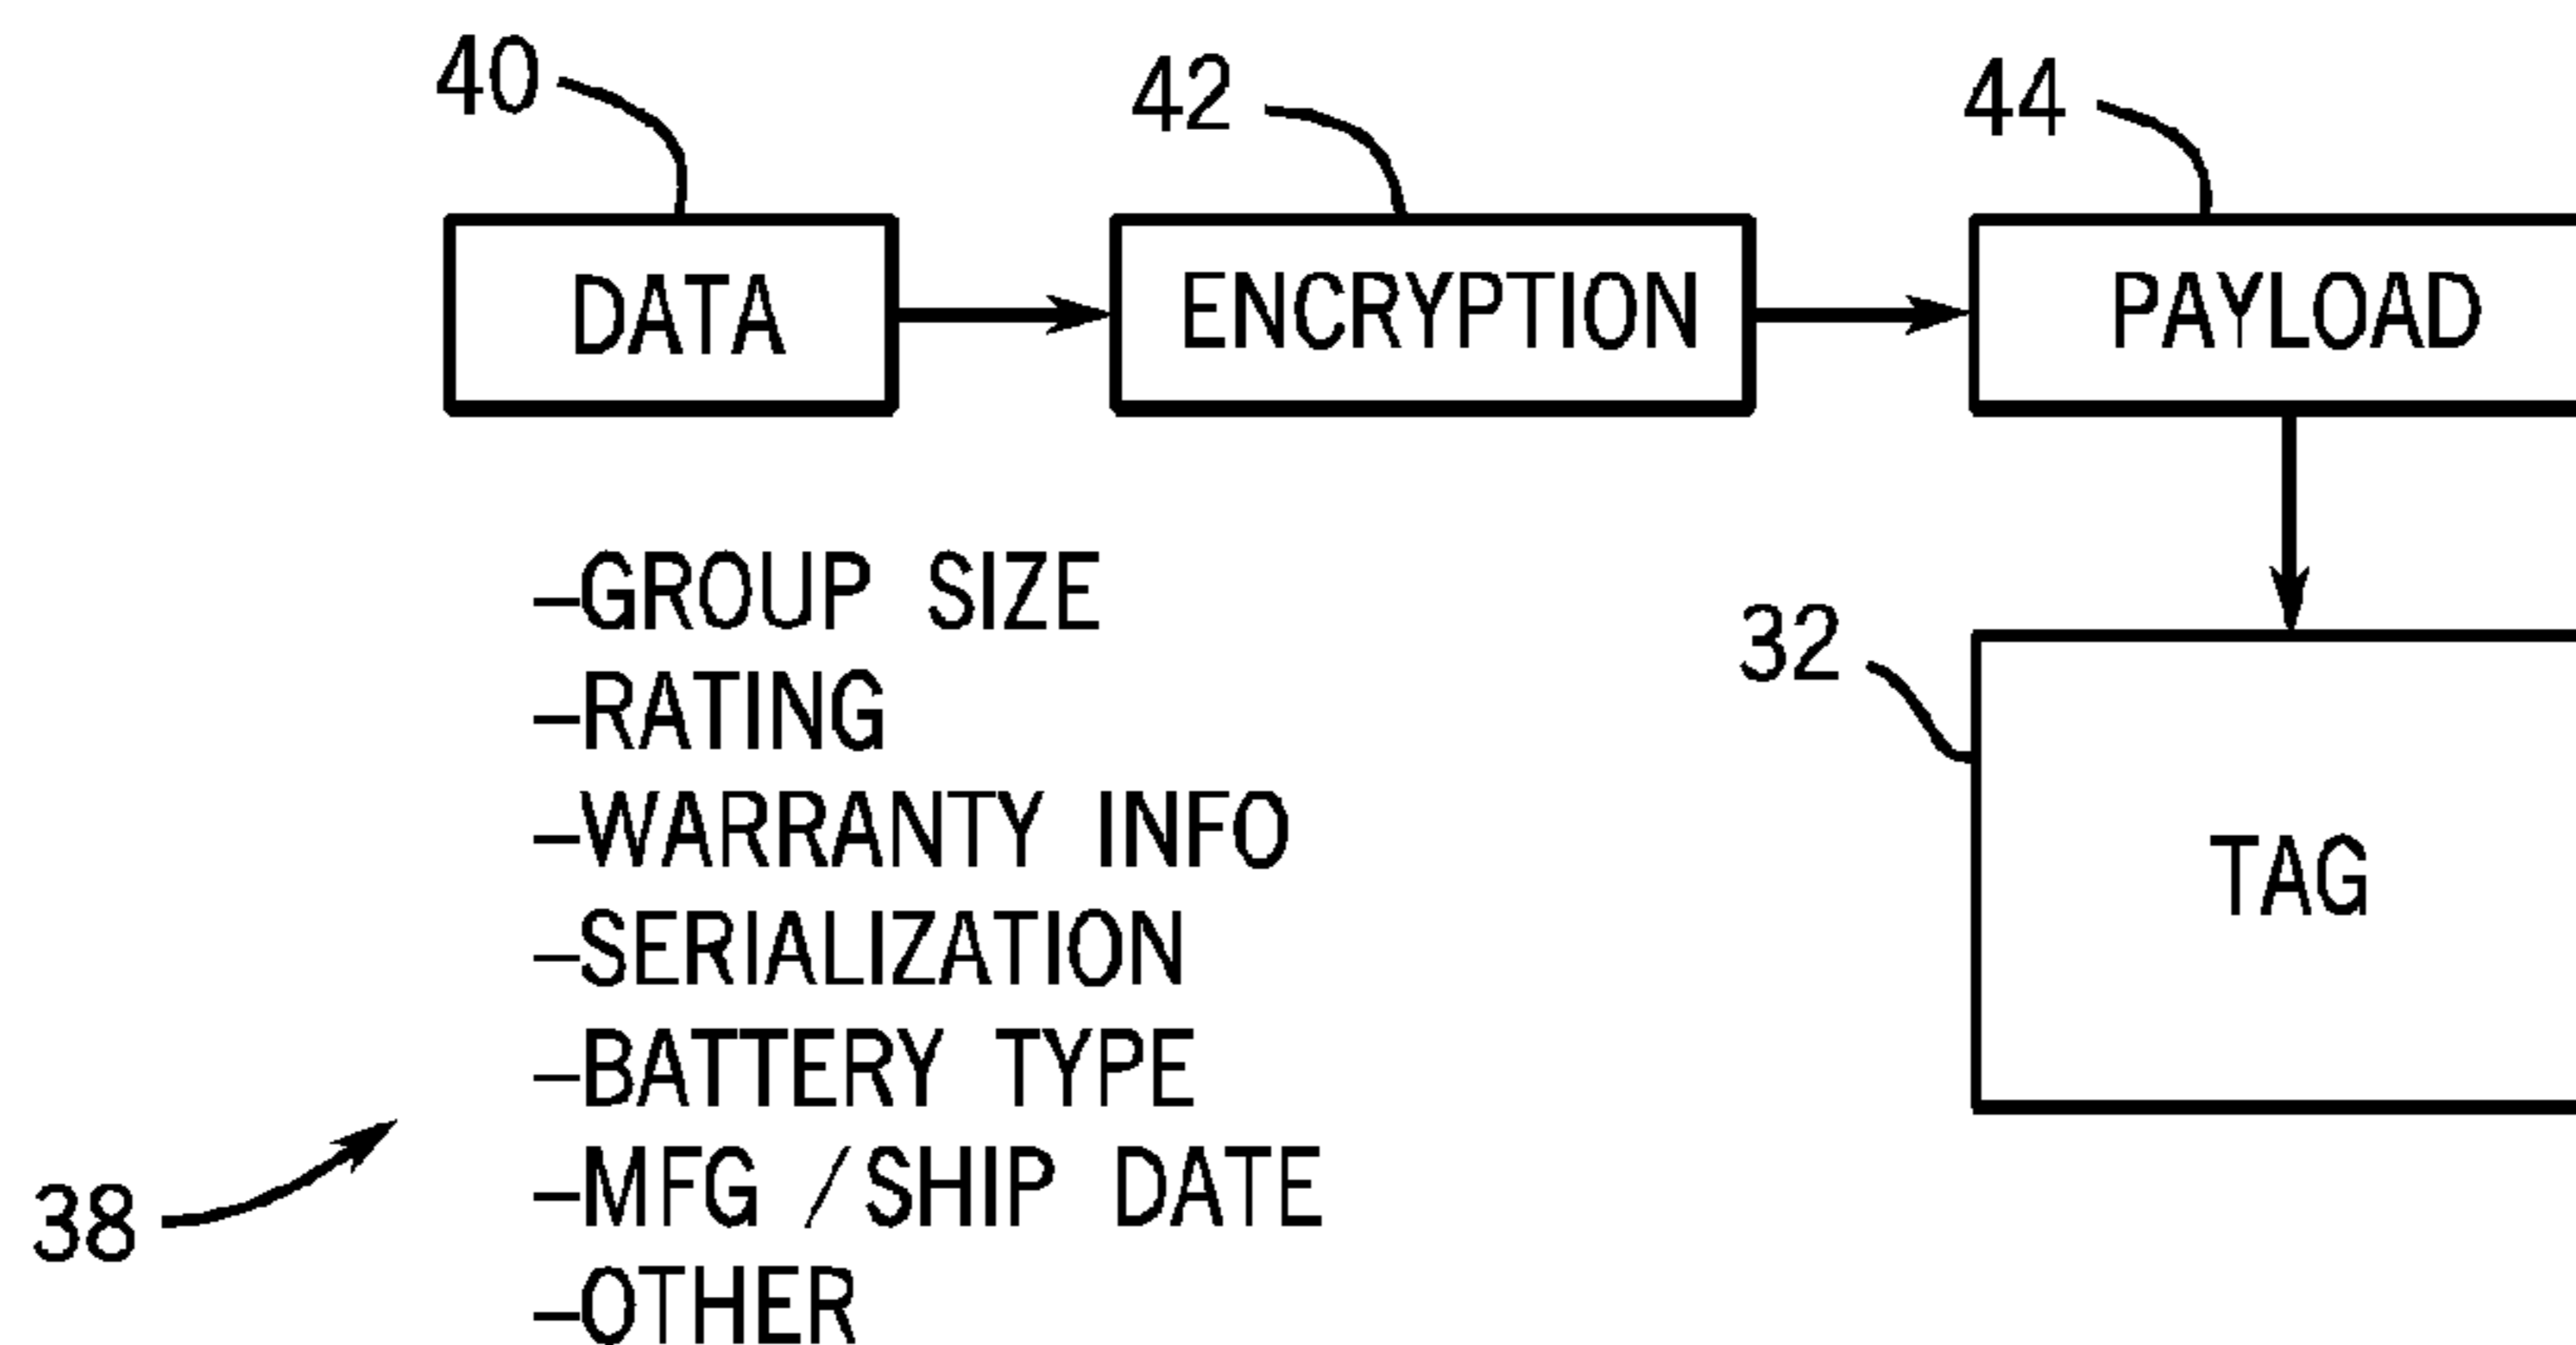 40 42 44
DATA ENCRYPTION PAYLOAD
–GROUP SIZE
32
–RATING
–WARRANTY INFO
TAG
–SERIALIZATION
–BATTERY TYPE
–MFG /SHIP DATE
38
–OTHER